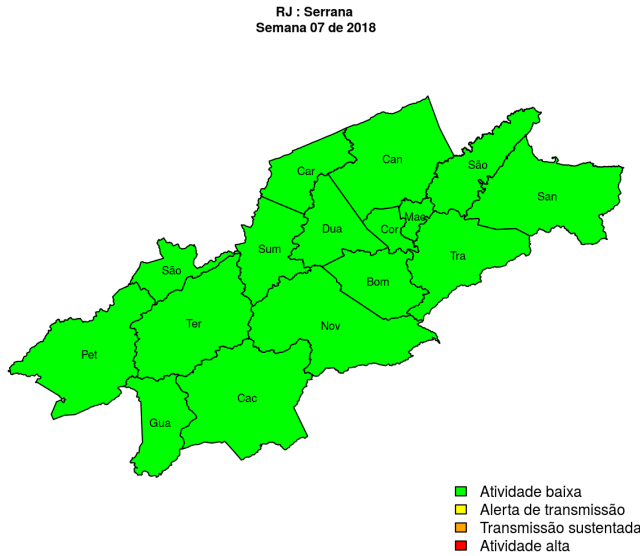 RJ : Serrana
Semana 07 de 2018
Can
São
Car
San
Mac
Dua
Cor
Sum
Tra
São
Bom
Ter
Nov
Pet
Cac
Gua
Atividade baixa
Alerta de transmissão
Transmissão sustentada
Atividade alta